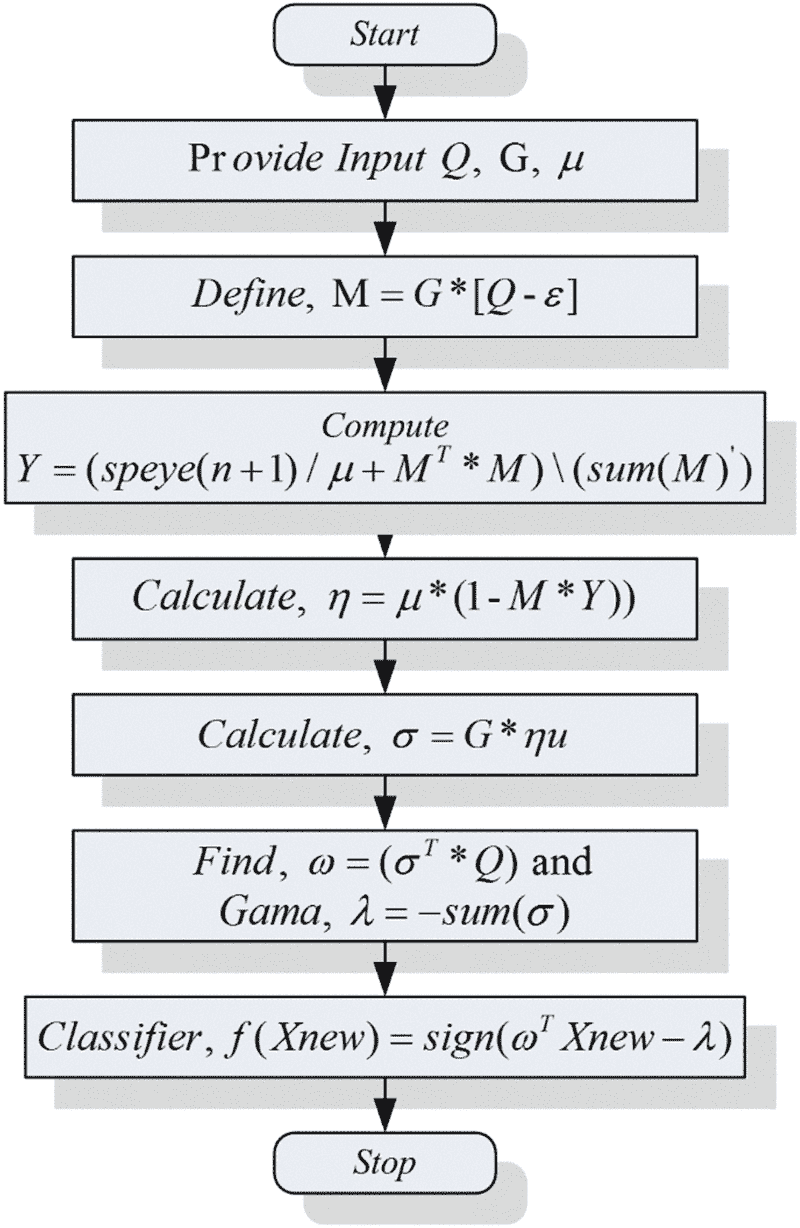 Start
Provide Input Q, G, μ
Define, M = G*[Q - ε]
Compute
Y = (speye(n+1) / μ + M^T * M) \ (sum(M)')
Calculate, η = μ*(1 - M * Y))
Calculate, σ = G * ηu
Find, ω = (σ^T * Q) and
Gama, λ = −sum(σ)
Classifier, f(Xnew) = sign(ω^T Xnew − λ)
Stop